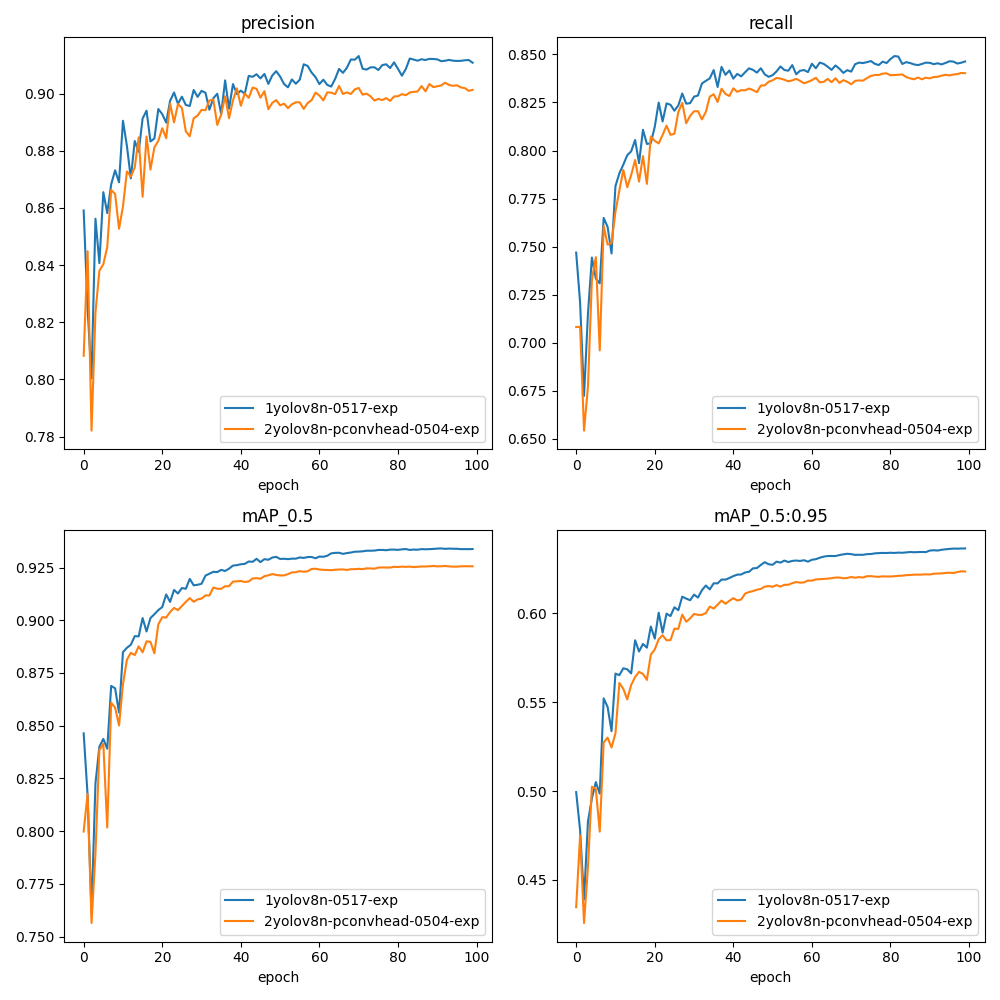 precision
0.90
0.88
0.86
0.84
0.82
0.80
0.78
0 20 40 60 80 100
epoch
1yolov8n-0517-exp
2yolov8n-pconvhead-0504-exp
recall
0.850
0.825
0.800
0.775
0.750
0.725
0.700
0.675
0.650
0 20 40 60 80 100
epoch
1yolov8n-0517-exp
2yolov8n-pconvhead-0504-exp
mAP_0.5
0.925
0.900
0.875
0.850
0.825
0.800
0.775
0.750
0 20 40 60 80 100
epoch
1yolov8n-0517-exp
2yolov8n-pconvhead-0504-exp
mAP_0.5:0.95
0.60
0.55
0.50
0.45
0 20 40 60 80 100
epoch
1yolov8n-0517-exp
2yolov8n-pconvhead-0504-exp